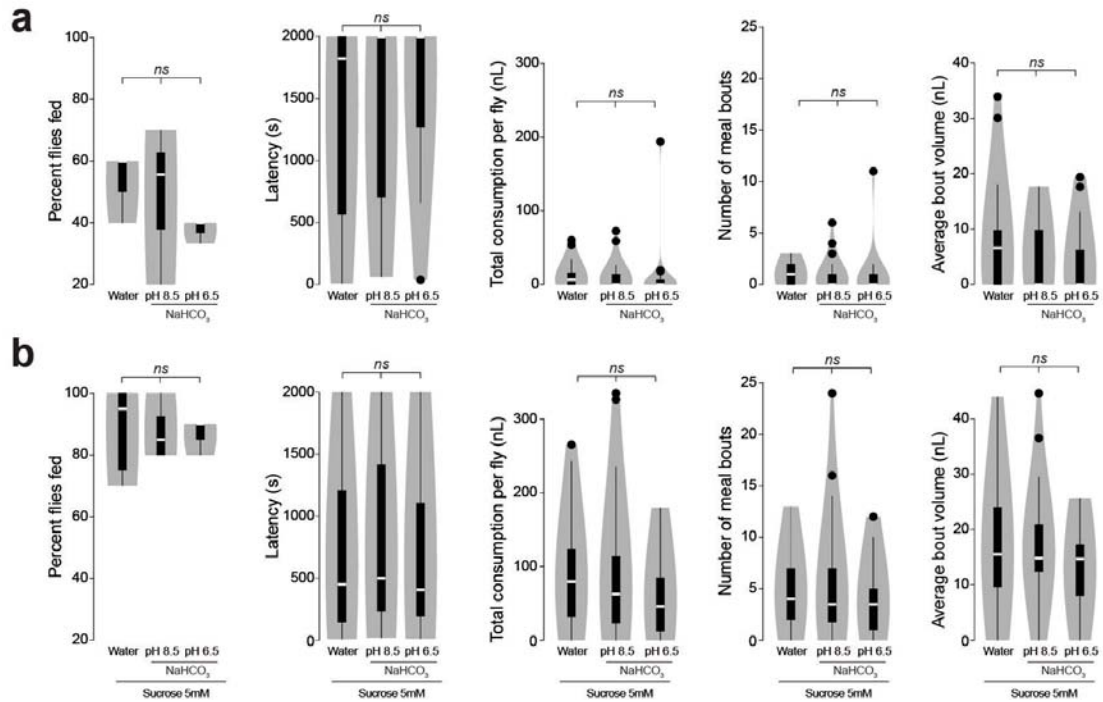 a
Percent flies fed
100
80
60
40
20
ns
Water
pH 8.5
pH 6.5
NaHCO₃
Latency (s)
2000
1500
1000
500
0
ns
Water
pH 8.5
pH 6.5
NaHCO₃
Total consumption per fly (nL)
300
200
100
0
ns
Water
pH 8.5
pH 6.5
NaHCO₃
Number of meal bouts
25
20
15
10
5
0
ns
Water
pH 8.5
pH 6.5
NaHCO₃
Average bout volume (nL)
40
30
20
10
0
ns
Water
pH 8.5
pH 6.5
NaHCO₃
b
Percent flies fed
100
80
60
40
20
ns
Water
pH 8.5
pH 6.5
NaHCO₃
Sucrose 5mM
Latency (s)
2000
1500
1000
500
0
ns
Water
pH 8.5
pH 6.5
NaHCO₃
Sucrose 5mM
Total consumption per fly (nL)
300
200
100
0
ns
Water
pH 8.5
pH 6.5
NaHCO₃
Sucrose 5mM
Number of meal bouts
25
20
15
10
5
0
ns
Water
pH 8.5
pH 6.5
NaHCO₃
Sucrose 5mM
Average bout volume (nL)
40
30
20
10
0
ns
Water
pH 8.5
pH 6.5
NaHCO₃
Sucrose 5mM